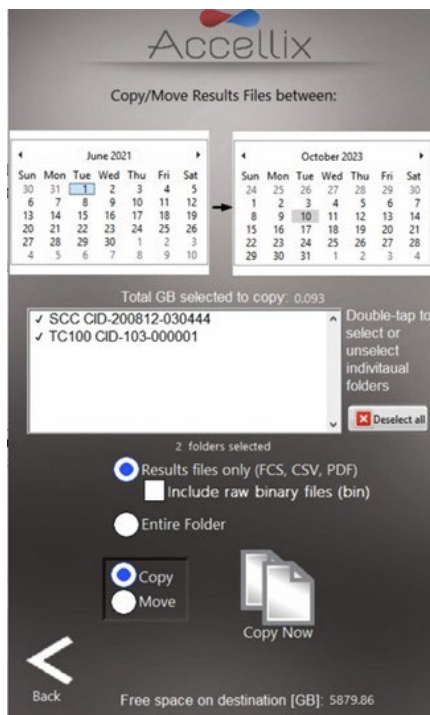 Accellix
Copy/Move Results Files between:
June 2021
Sun Mon Tue Wed Thu Fri Sat
30 31 1 2 3 4 5
6 7 8 9 10 11 12
13 14 15 16 17 18 19
20 21 22 23 24 25 26
27 28 29 30 1 2 3
4 5 6 7 8 9 10
October 2023
Sun Mon Tue Wed Thu Fri Sat
24 25 26 27 28 29 30
1 2 3 4 5 6 7
8 9 10 11 12 13 14
15 16 17 18 19 20 21
22 23 24 25 26 27 28
29 30 31 1 2 3 4
Total GB selected to copy: 0.093
✓ SCC CID-200812-030444
✓ TC100 CID-103-000001
Double-tap to
select or
unselect
indivitaual
folders
Deselect all
2 folders selected
Results files only (FCS, CSV, PDF)
Include raw binary files (bin)
Entire Folder
Copy
Move
Copy Now
Back
Free space on destination [GB]: 5879.86